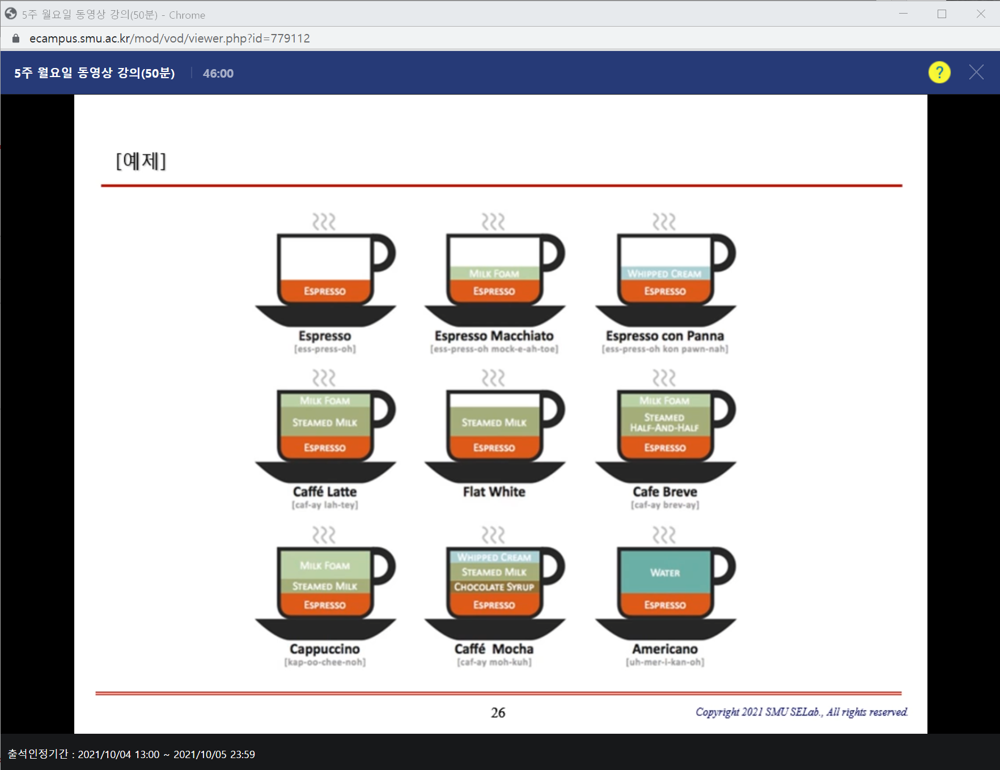 5주 월요일 동영상 강의(50분) - Chrome
ecampus.smu.ac.kr/mod/vod/viewer.php?id=779112
5주 월요일 동영상 강의(50분) 46:00 ?
[예제]
ESPRESSO
Espresso
[ess-press-oh]
MILK FOAM
ESPRESSO
Espresso Macchiato
[ess-press-oh mock-e-ah-toe]
WHIPPED CREAM
ESPRESSO
Espresso con Panna
[ess-press-oh kon pawn-nah]
MILK FOAM
STEAMED MILK
ESPRESSO
Caffé Latte
[caf-ay lah-tey]
STEAMED MILK
ESPRESSO
Flat White
MILK FOAM
STEAMED
HALF-AND-HALF
ESPRESSO
Cafe Breve
[caf-ay brev-ay]
MILK FOAM
STEAMED MILK
ESPRESSO
Cappuccino
[kap-oo-chee-noh]
WHIPPED CREAM
STEAMED MILK
CHOCOLATE SYRUP
ESPRESSO
Caffé Mocha
[caf-ay moh-kuh]
WATER
ESPRESSO
Americano
[uh-mer-i-kan-oh]
26
Copyright 2021 SMU SELab., All rights reserved.
출석인정기간 : 2021/10/04 13:00 ~ 2021/10/05 23:59